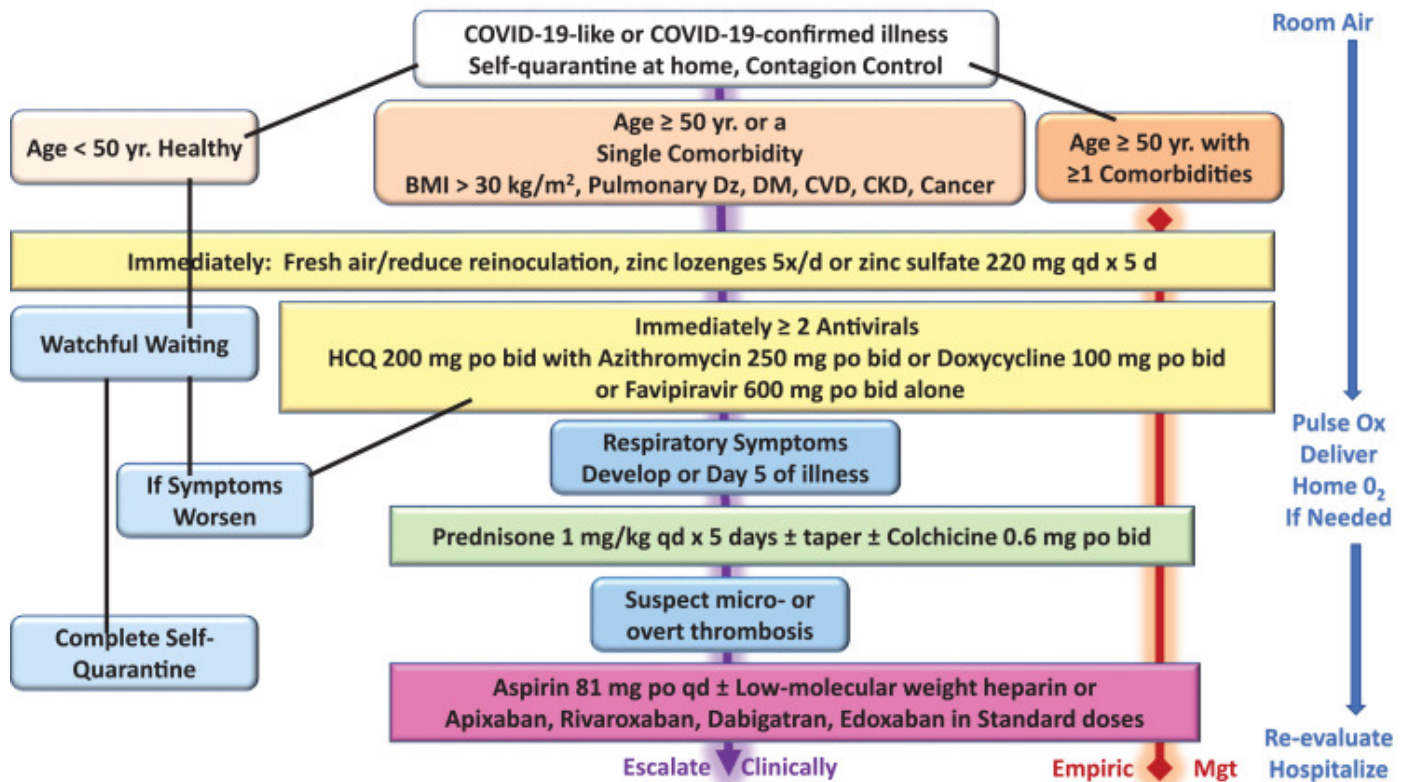 COVID-19-like or COVID-19-confirmed illness
Self-quarantine at home, Contagion Control
Room Air
Age < 50 yr. Healthy
Age ≥ 50 yr. or a
Single Comorbidity
BMI > 30 kg/m², Pulmonary Dz, DM, CVD, CKD, Cancer
Age ≥ 50 yr. with
≥1 Comorbidities
Immediately: Fresh air/reduce reinoculation, zinc lozenges 5x/d or zinc sulfate 220 mg qd x 5 d
Watchful Waiting
Immediately ≥ 2 Antivirals
HCQ 200 mg po bid with Azithromycin 250 mg po bid or Doxycycline 100 mg po bid
or Favipiravir 600 mg po bid alone
Pulse Ox
Deliver
Home 0₂
If Needed
Respiratory Symptoms
Develop or Day 5 of illness
If Symptoms
Worsen
Prednisone 1 mg/kg qd x 5 days ± taper ± Colchicine 0.6 mg po bid
Suspect micro- or
overt thrombosis
Complete Self-
Quarantine
Aspirin 81 mg po qd ± Low-molecular weight heparin or
Apixaban, Rivaroxaban, Dabigatran, Edoxaban in Standard doses
Escalate Clinically
Empiric Mgt
Re-evaluate
Hospitalize